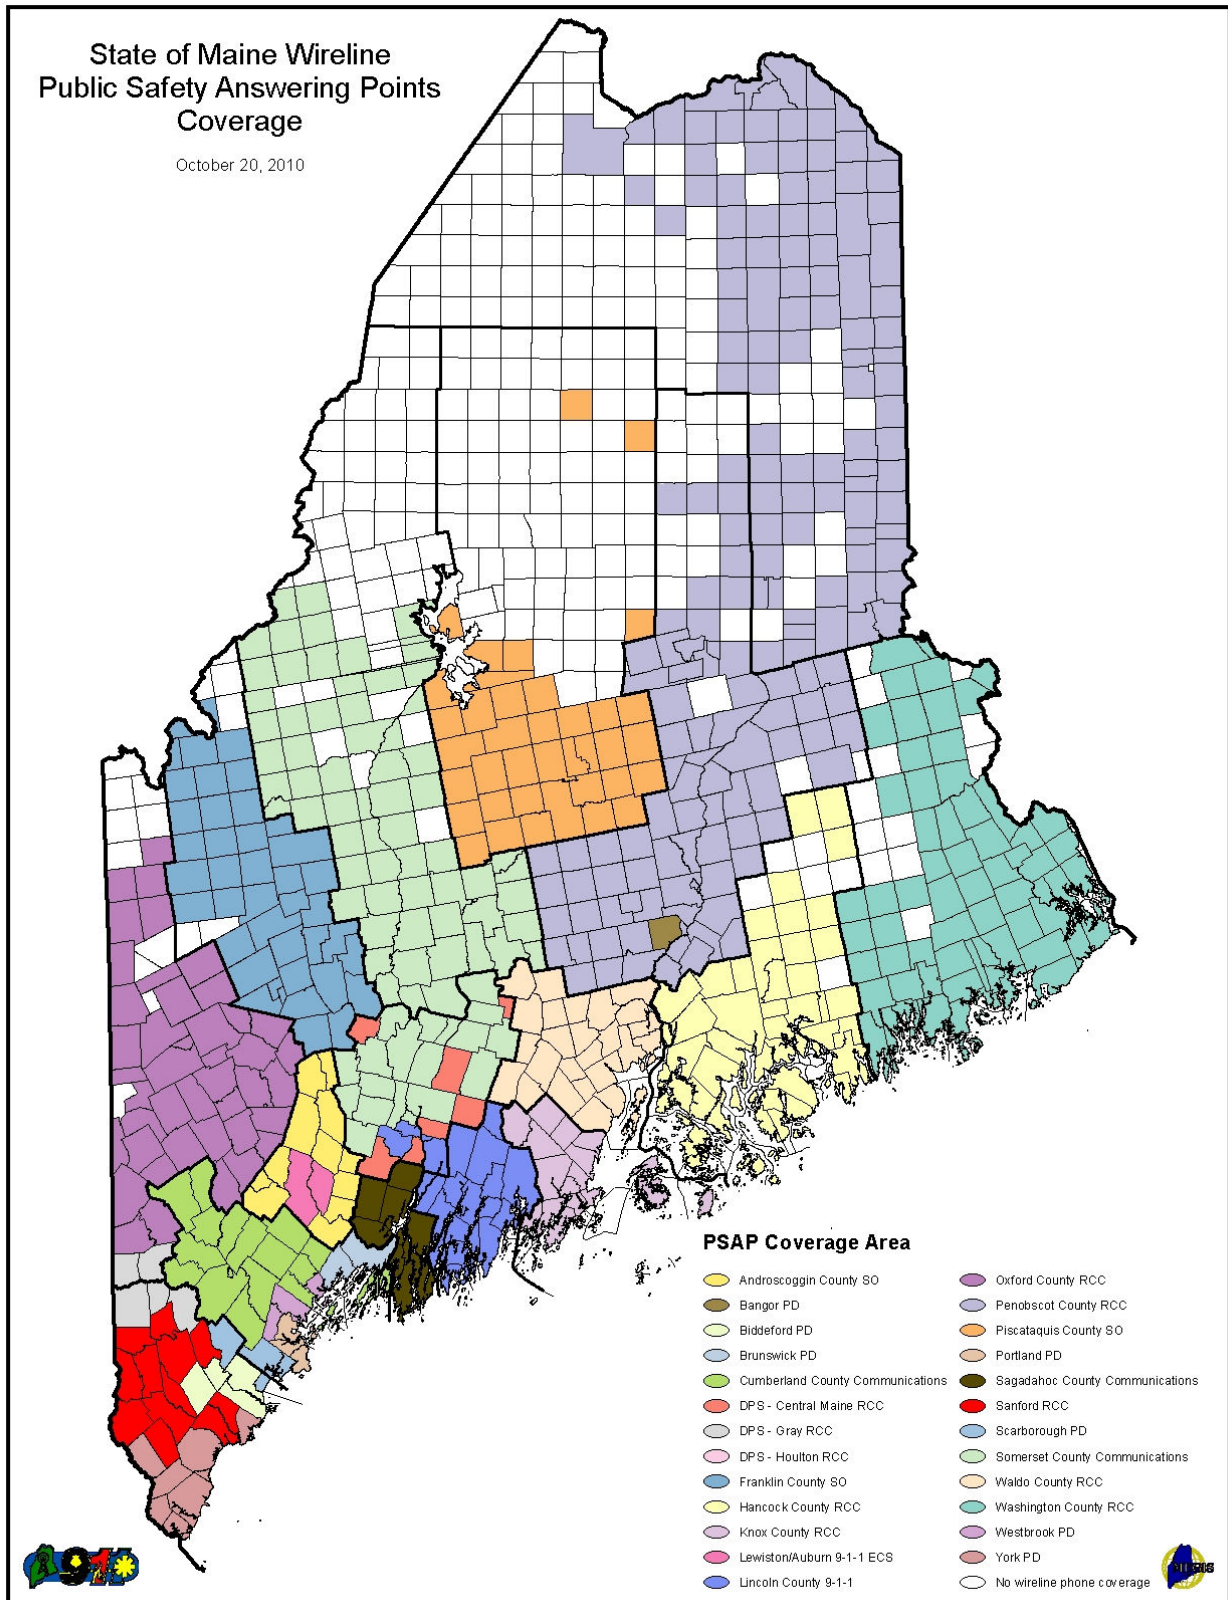 State of Maine Wireline
Public Safety Answering Points
Coverage
October 20, 2010
PSAP Coverage Area
Androscoggin County SO
Bangor PD
Biddeford PD
Brunswick PD
Cumberland County Communications
DPS - Central Maine RCC
DPS - Gray RCC
DPS - Houlton RCC
Franklin County SO
Hancock County RCC
Knox County RCC
Lewiston/Auburn 9-1-1 ECS
Lincoln County 9-1-1
Oxford County RCC
Penobscot County RCC
Piscataquis County SO
Portland PD
Sagadahoc County Communications
Sanford RCC
Scarborough PD
Somerset County Communications
Waldo County RCC
Washington County RCC
Westbrook PD
York PD
No wireline phone coverage
911